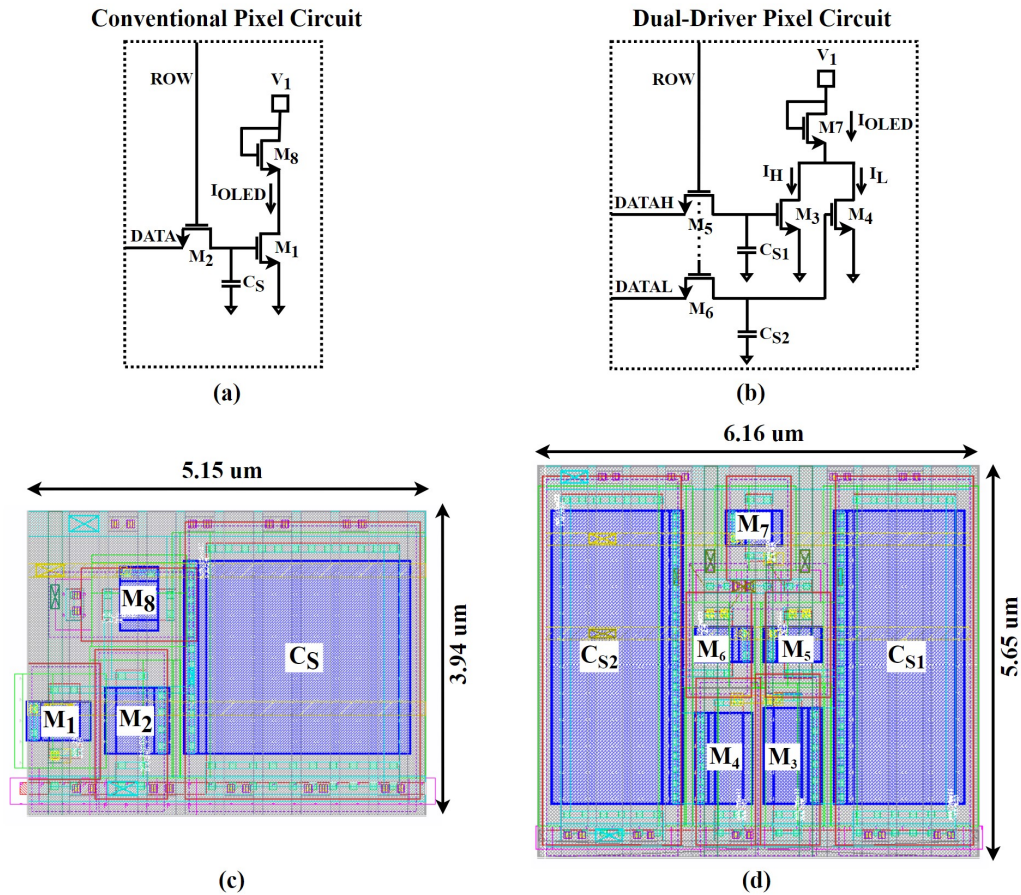 Conventional Pixel Circuit
ROW
V1
M8
IOLED
DATA
M2
M1
CS
(a)
Dual-Driver Pixel Circuit
ROW
V1
M7
IOLED
IH
IL
DATAH
M5
M3
M4
CS1
DATAL
M6
CS2
(b)
5.15 um
M8
CS
M1
M2
3.94 um
(c)
6.16 um
M7
M6
M5
CS2
CS1
M4
M3
5.65 um
(d)